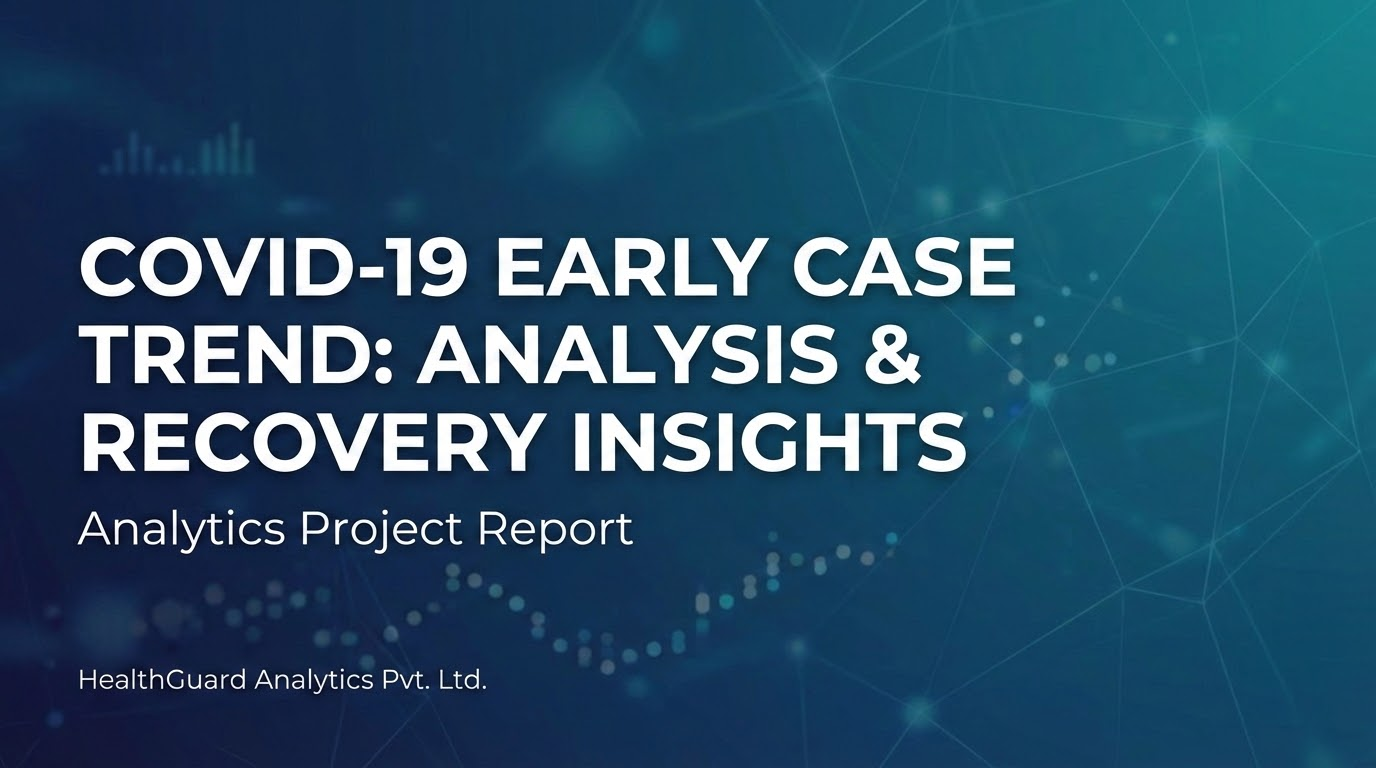 COVID-19 EARLY CASE
TREND: ANALYSIS &
RECOVERY INSIGHTS
Analytics Project Report
HealthGuard Analytics Pvt. Ltd.